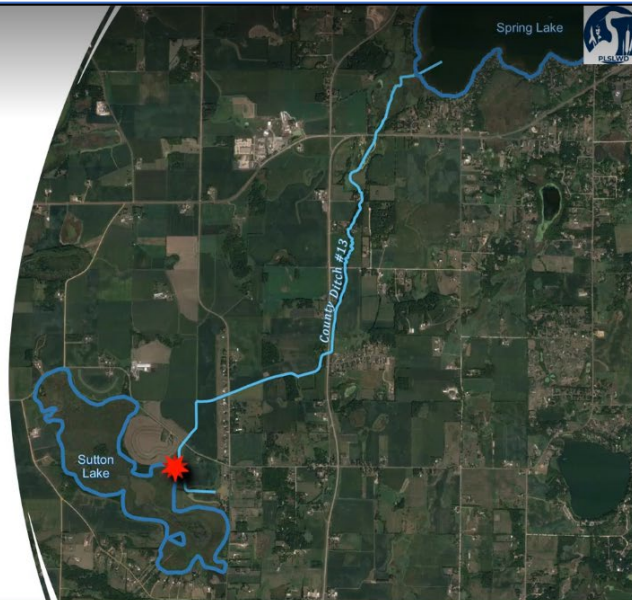 Spring Lake
PLSLWD
County Ditch #13
Sutton
Lake